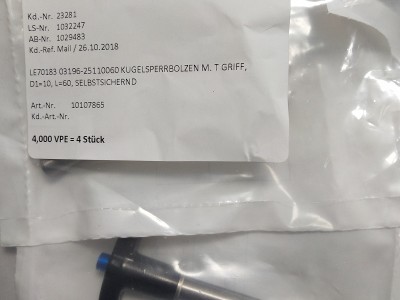 Kd.-Nr. 23281
LS-Nr. 1032247
AB-Nr. 1029483
Kd.-Ref. Mail / 26.10.2018
LE70183 03196-25110060 KUGELSPERRBOLZEN M. T GRIFF,
D1=10, L=60, SELBSTSICHERND
Art.-Nr. 10107865
Kd.-Art.-Nr.
4,000 VPE = 4 Stück